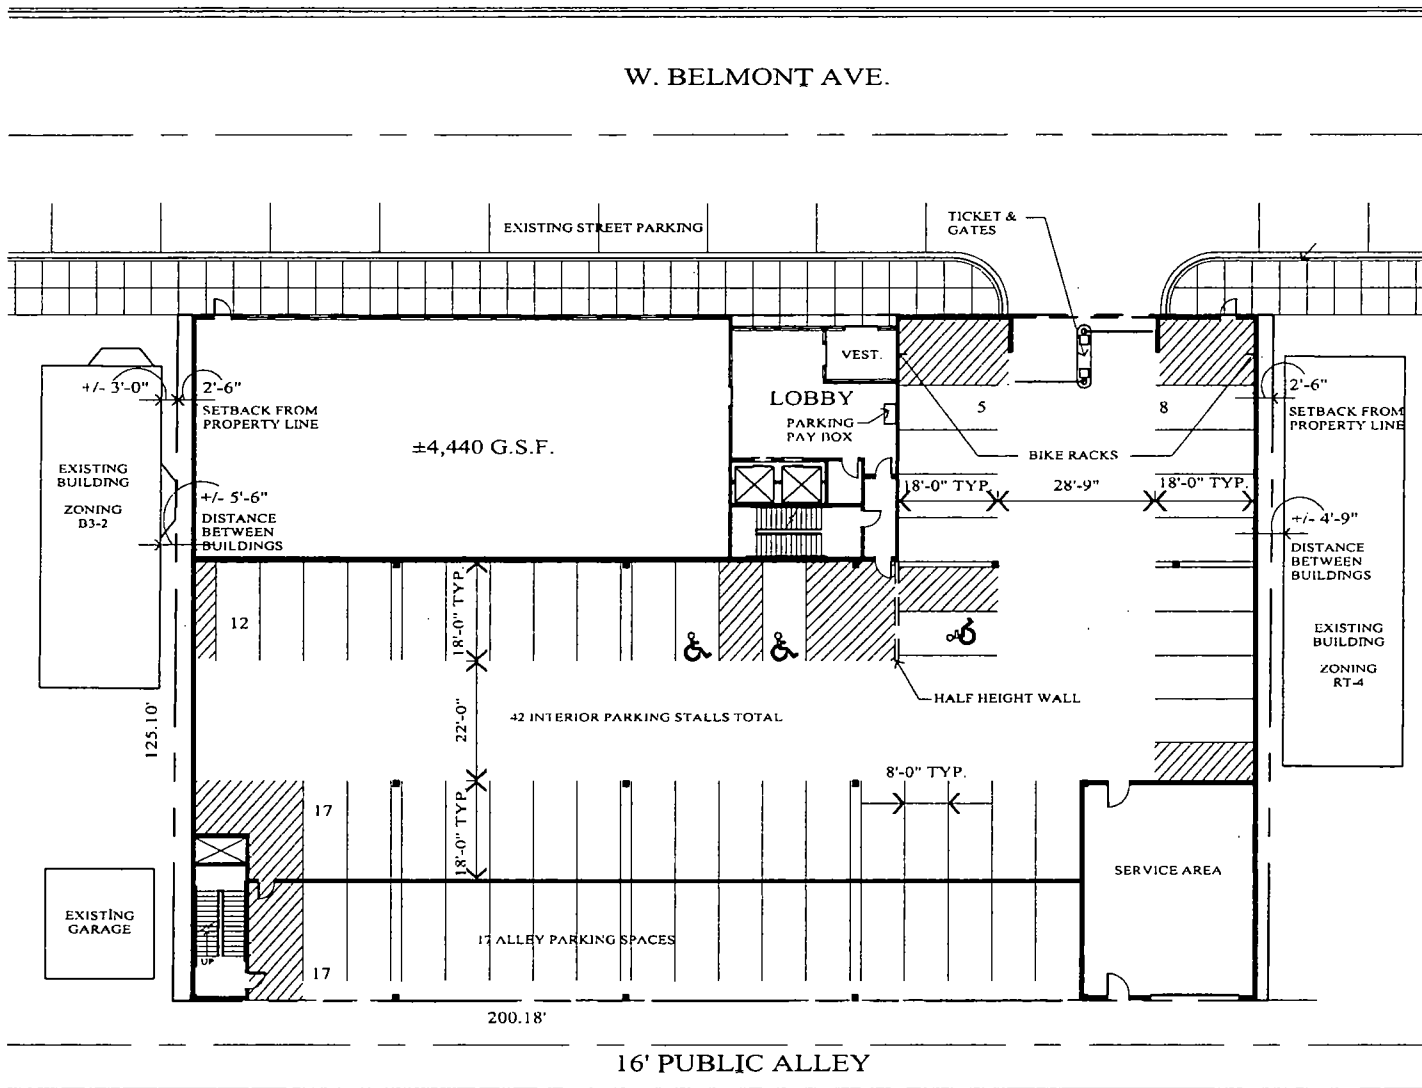 W. BELMONT AVE.
EXISTING STREET PARKING
TICKET &
GATES
+/- 3'-0"
2'-6"
SETBACK FROM
PROPERTY LINE
VEST.
LOBBY
PARKING
PAY BOX
5
8
2'-6"
SETBACK FROM
PROPERTY LINE
±4,440 G.S.F.
BIKE RACKS
EXISTING
BUILDING
ZONING
B3-2
+/- 5'-6"
DISTANCE
BETWEEN
BUILDINGS
18'-0" TYP.
28'-9"
18'-0" TYP.
+/- 4'-9"
DISTANCE
BETWEEN
BUILDINGS
12
18'-0" TYP.
EXISTING
BUILDING
ZONING
RT-4
HALF HEIGHT WALL
125.10'
22'-0"
42 INTERIOR PARKING STALLS TOTAL
8'-0" TYP.
17
18'-0" TYP.
SERVICE AREA
EXISTING
GARAGE
17 ALLEY PARKING SPACES
UP
17
200.18'
16' PUBLIC ALLEY